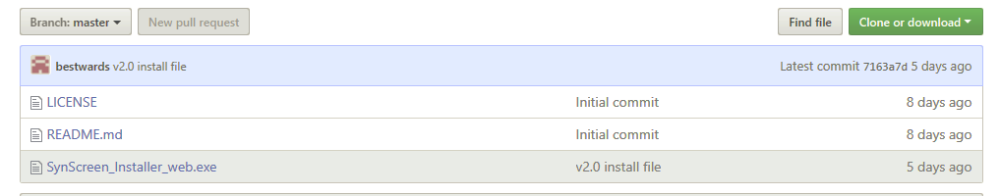 Branch: master New pull request Find file Clone or download
bestwards v2.0 install file Latest commit 7163a7d 5 days ago
LICENSE Initial commit 8 days ago
README.md Initial commit 8 days ago
SynScreen_Installer_web.exe v2.0 install file 5 days ago